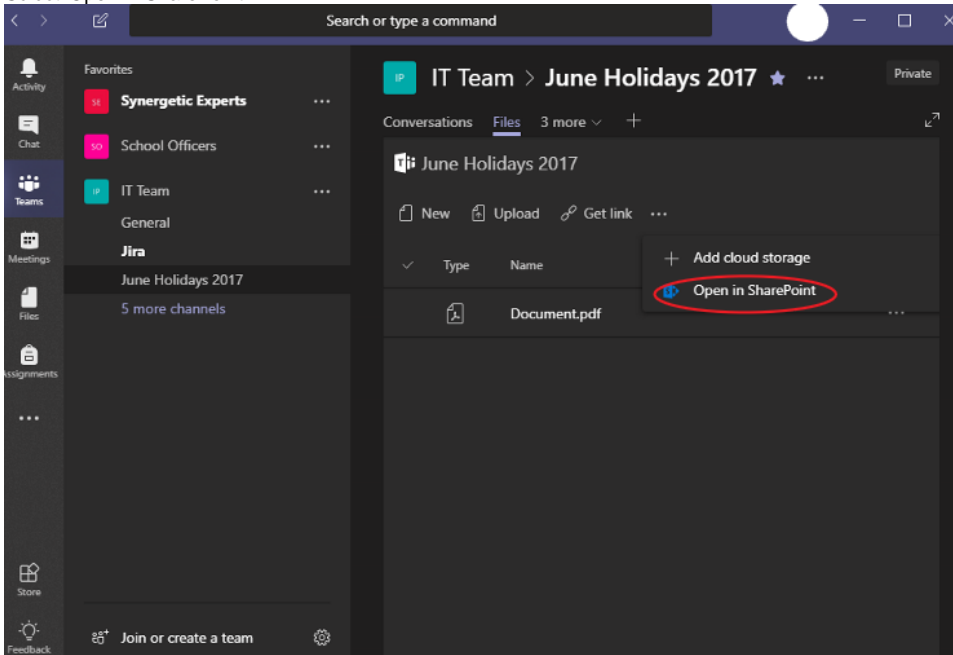 Search or type a command
Activity
Chat
Teams
Meetings
Files
Assignments
Store
Feedback
Favorites
SE Synergetic Experts
SO School Officers
IP IT Team
General
Jira
June Holidays 2017
5 more channels
Join or create a team
IP IT Team > June Holidays 2017
Private
Conversations Files 3 more +
June Holidays 2017
New Upload Get link
Add cloud storage
Open in SharePoint
Type Name
Document.pdf